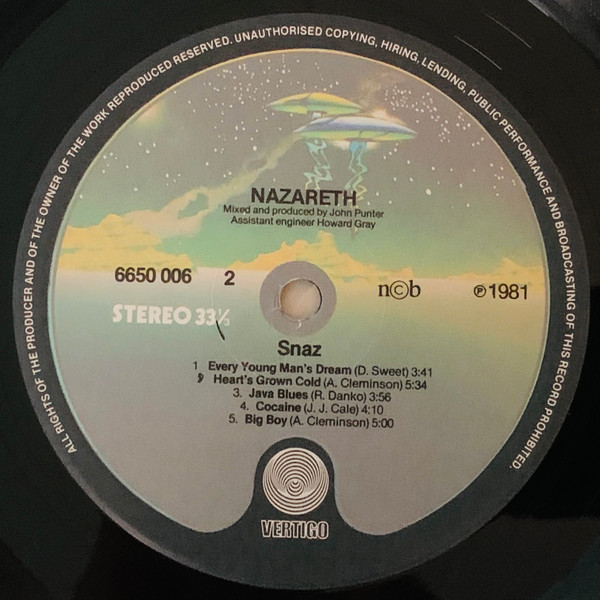 ALL RIGHTS OF THE PRODUCER AND OF THE OWNER OF THE WORK REPRODUCED RESERVED. UNAUTHORISED COPYING, HIRING, LENDING, PUBLIC PERFORMANCE AND BROADCASTING OF THIS RECORD PROHIBITED.
NAZARETH
Mixed and produced by John Punter
Assistant engineer Howard Gray
6650 006 2
n©b ℗1981
STEREO 33⅓
Snaz
1 Every Young Man's Dream (D. Sweet) 3:41
Heart's Grown Cold (A. Cleminson) 5:34
3. Java Blues (R. Danko) 3:56
4. Cocaine (J. J. Cale) 4:10
5. Big Boy (A. Cleminson) 5:00
VERTIGO